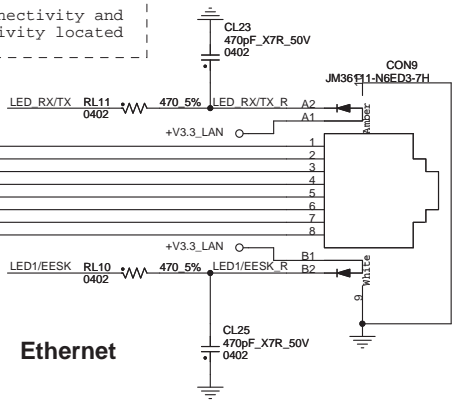 nectivity and
ivity located
CL23
470pF_X7R_50V
0402
CON9
JM36111-N6ED3-7H
LED_RX/TX
RL11
0402
470_5%
LED_RX/TX_R
A2
A1
Amber
+V3.3_LAN
1
2
3
4
5
6
7
8
+V3.3_LAN
B1
B2
White
LED1/EESK
RL10
0402
470_5%
LED1/EESK_R
9
CL25
470pF_X7R_50V
0402
Ethernet